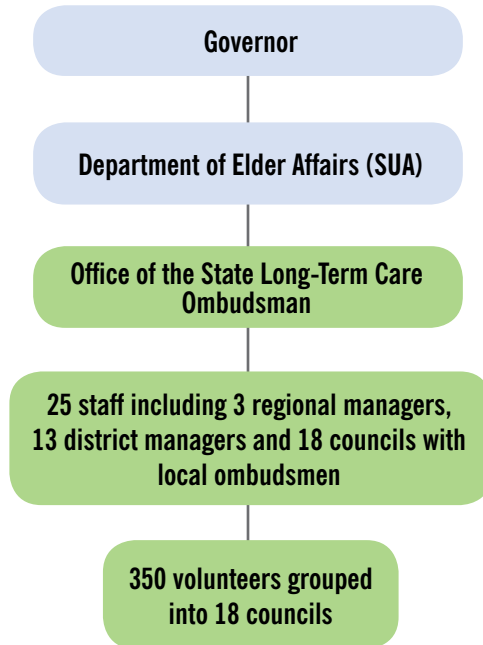 Governor
Department of Elder Affairs (SUA)
Office of the State Long-Term Care
Ombudsman
25 staff including 3 regional managers,
13 district managers and 18 councils with
local ombudsmen
350 volunteers grouped
into 18 councils